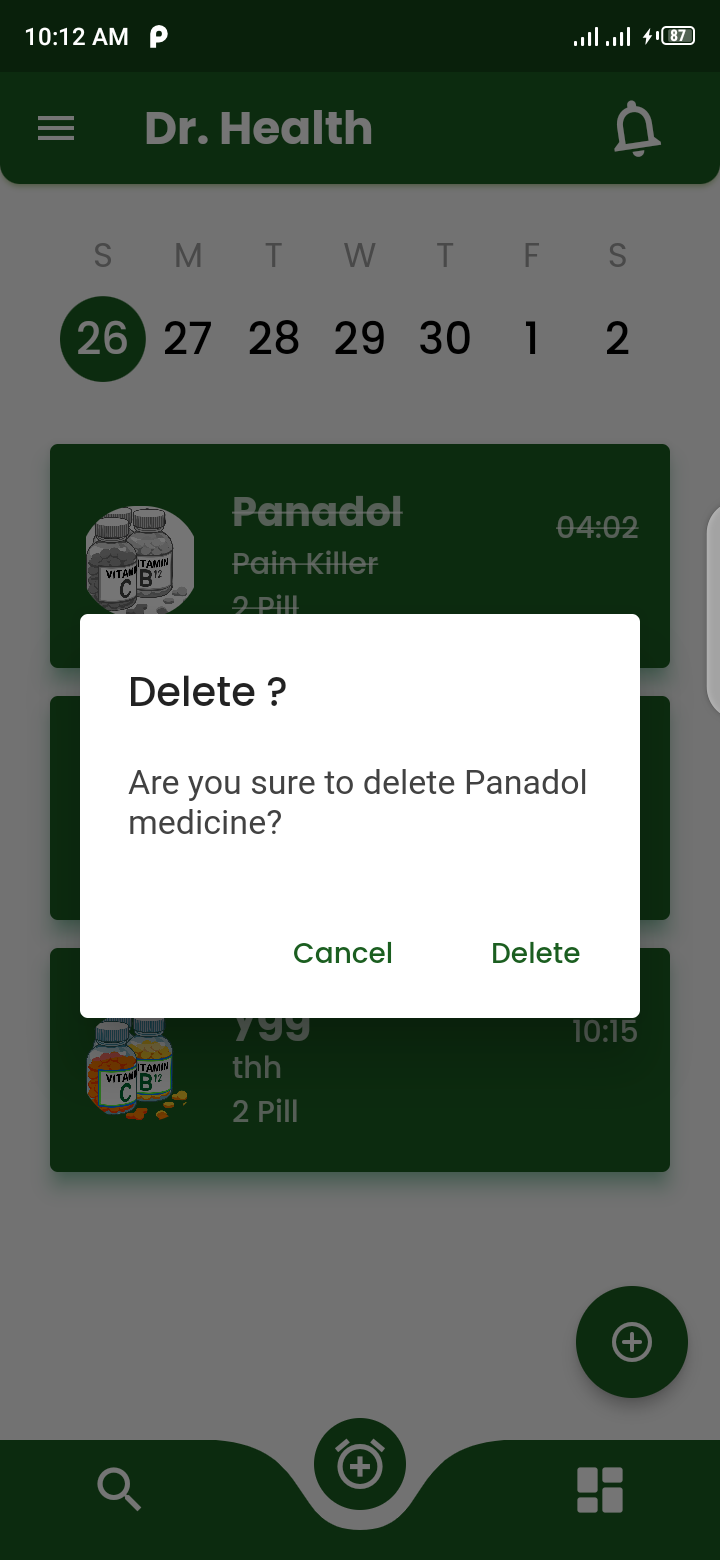 10:12 AM 87
Dr. Health
S M T W T F S
26 27 28 29 30 1 2
Panadol
04:02
Pain Killer
2 Pill
VITAMIN C VITAMIN B12
Delete ?
Are you sure to delete Panadol
medicine?
Cancel Delete
ygg
10:15
thh
2 Pill
VITAMIN C VITAMIN B12